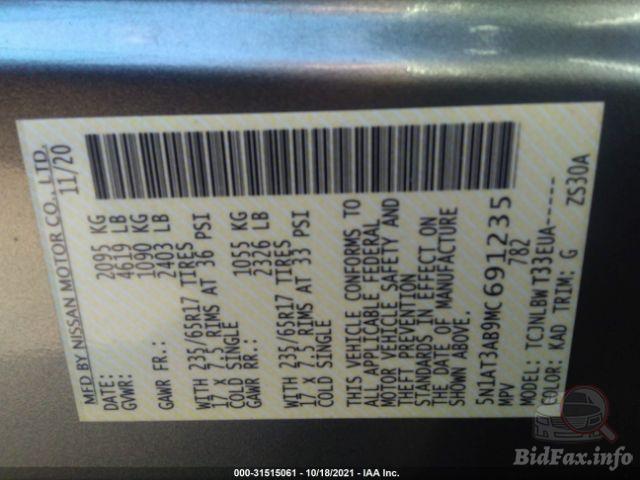 MFD BY NISSAN MOTOR CO., LTD.
DATE: 11/20
GVWR: 2095 KG
4619 LB
GAWR FR.: 1090 KG
2403 LB
WITH 235/65R17 TIRES
17 X 7.5 RIMS AT 36 PSI
COLD SINGLE
GAWR RR.: 1055 KG
2326 LB
WITH 235/65R17 TIRES
17 X 7.5 RIMS AT 33 PSI
COLD SINGLE
THIS VEHICLE CONFORMS TO
ALL APPLICABLE FEDERAL
MOTOR VEHICLE SAFETY AND
THEFT PREVENTION
STANDARDS IN EFFECT ON
THE DATE OF MANUFACTURE
SHOWN ABOVE.
5N1AT3AB9MC691235
MPV 782
MODEL: TCJNLBWT33EUA-----
COLOR: KAD TRIM: G ZS30A
000-31515061 - 10/18/2021 - IAA Inc.
BidFax.info